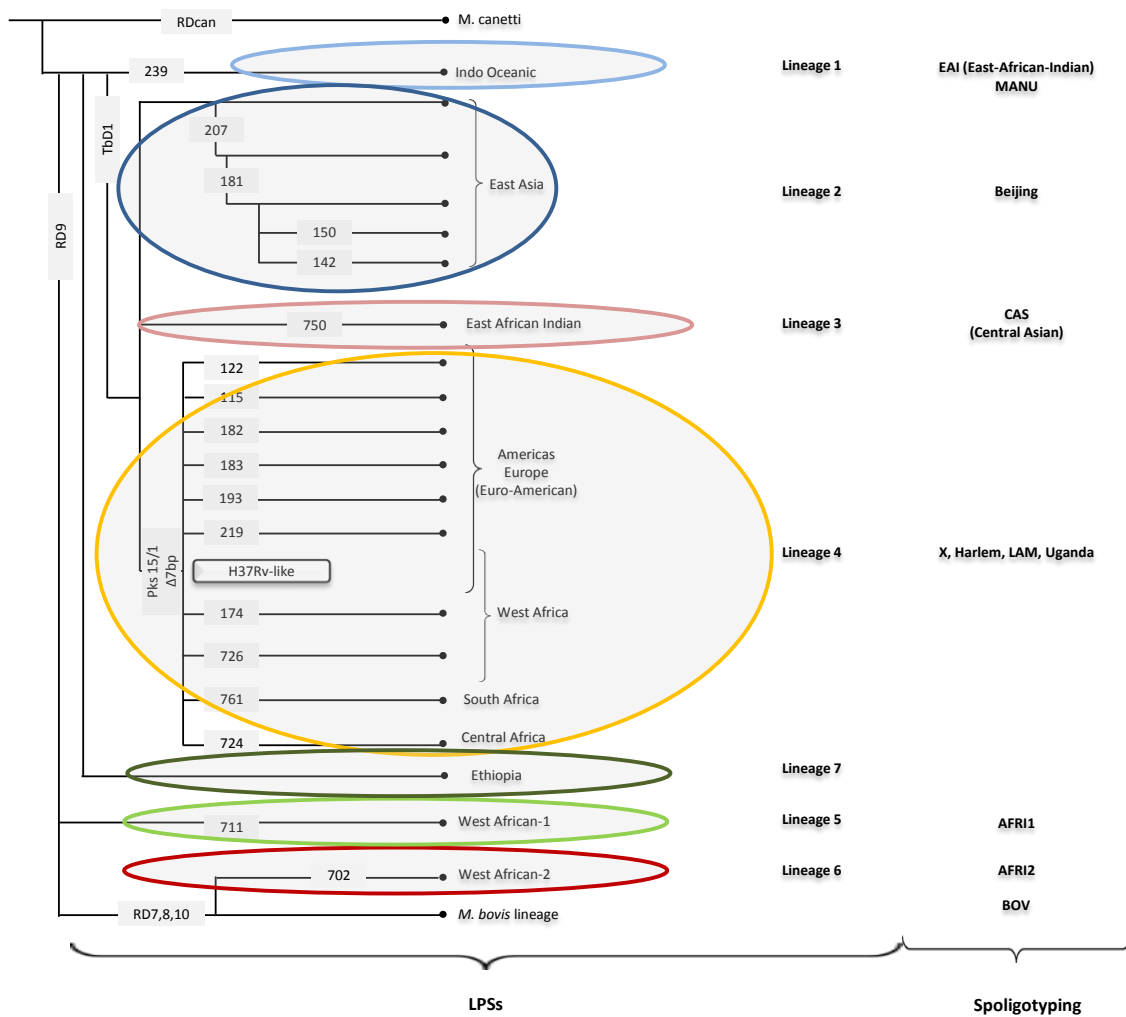 RDcan
M. canetti
239
Indo Oceanic
Lineage 1
EAI (East-African-Indian)
MANU
TbD1
RD9
207
181
150
142
East Asia
Lineage 2
Beijing
750
East African Indian
Lineage 3
CAS
(Central Asian)
122
115
182
183
193
219
H37Rv-like
Pks 15/1
Δ7bp
174
726
761
724
Americas
Europe
(Euro-American)
West Africa
South Africa
Central Africa
Lineage 4
X, Harlem, LAM, Uganda
Ethiopia
Lineage 7
711
West African-1
Lineage 5
AFRI1
702
West African-2
Lineage 6
AFRI2
RD7,8,10
M. bovis lineage
BOV
LPSs
Spoligotyping